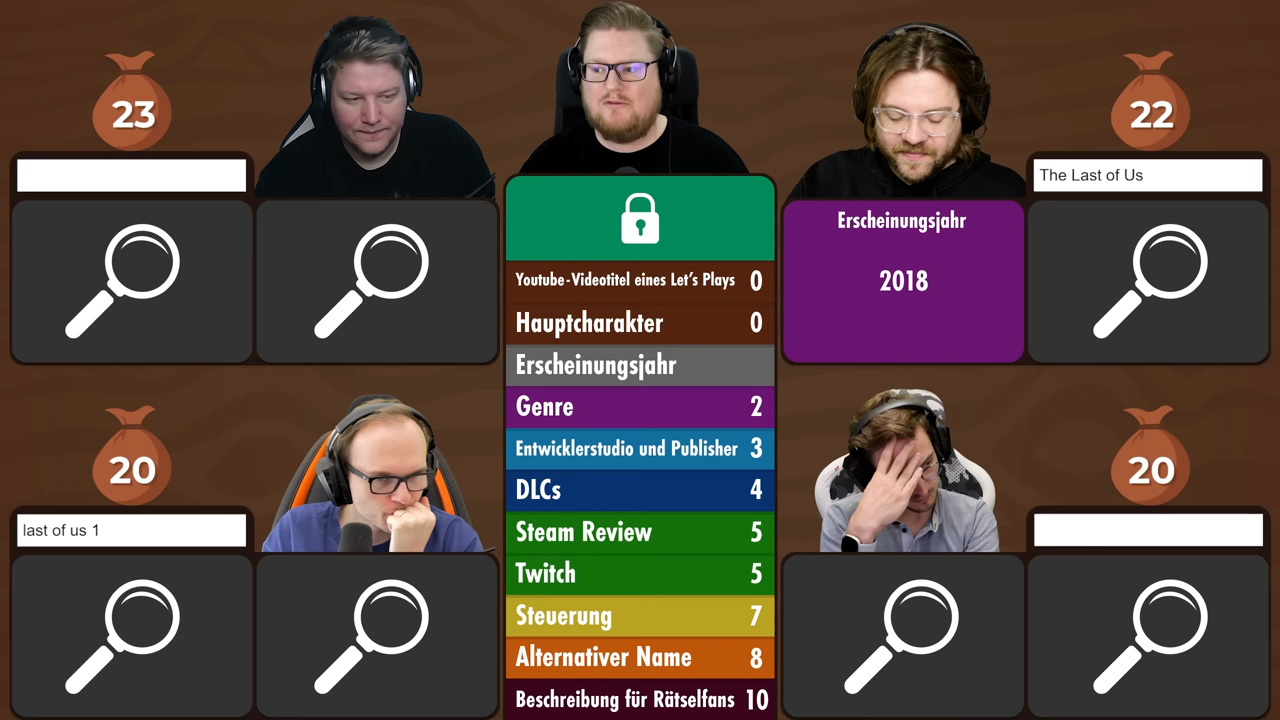 23
22
The Last of Us
Erscheinungsjahr
2018
Youtube-Videotitel eines Let's Plays 0
Hauptcharakter 0
Erscheinungsjahr
Genre 2
Entwicklerstudio und Publisher 3
DLCs 4
Steam Review 5
Twitch 5
Steuerung 7
Alternativer Name 8
Beschreibung für Rätselfans 10
20
last of us 1
20